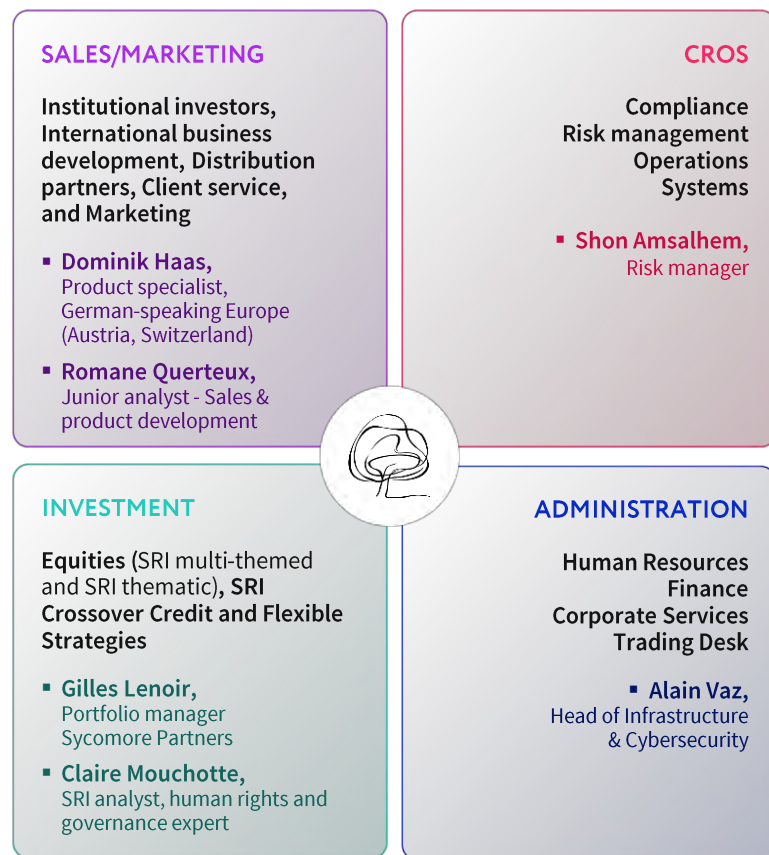 SALES/MARKETING
Institutional investors,
International business
development, Distribution
partners, Client service,
and Marketing
▪ Dominik Haas,
Product specialist,
German-speaking Europe
(Austria, Switzerland)
▪ Romane Querteux,
Junior analyst - Sales &
product development
CROS
Compliance
Risk management
Operations
Systems
▪ Shon Amsalhem,
Risk manager
INVESTMENT
Equities (SRI multi-themed
and SRI thematic), SRI
Crossover Credit and Flexible
Strategies
▪ Gilles Lenoir,
Portfolio manager
Sycomore Partners
▪ Claire Mouchotte,
SRI analyst, human rights and
governance expert
ADMINISTRATION
Human Resources
Finance
Corporate Services
Trading Desk
▪ Alain Vaz,
Head of Infrastructure
& Cybersecurity